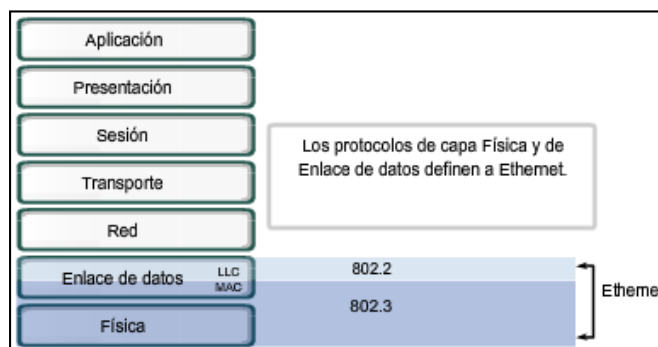 Aplicación
Presentación
Sesión
Transporte
Red
Enlace de datos LLC
MAC
Física
Los protocolos de capa Física y de
Enlace de datos definen a Ethernet.
802.2
802.3
Etherne